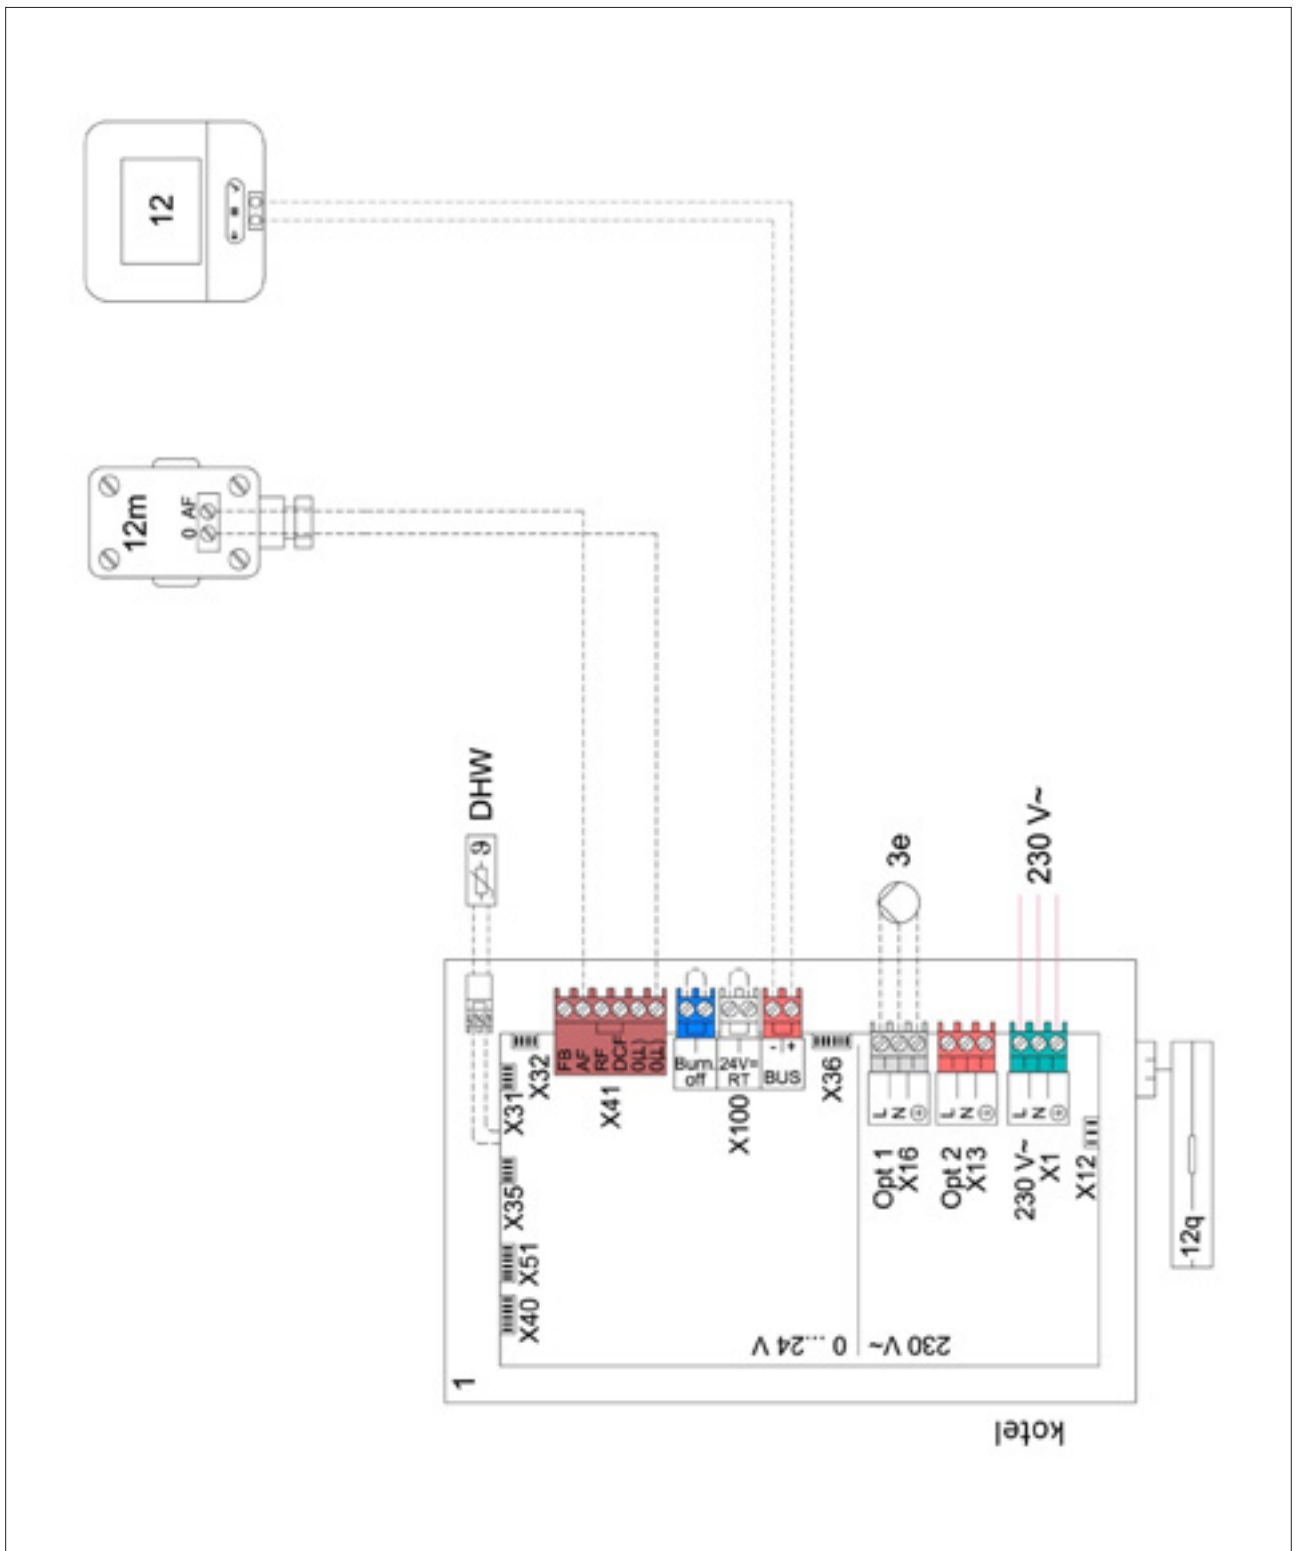 12
12m
0 AF
DHW
3e
230 V~
X32
X31
X35
X51
X40
FB
AF
RF
DCF
0(⊥)
0(⊥)
X41
Burn.
off
24V=
RT
X100
- +
BUS
X36
L
N
Opt 1
X16
L
N
Opt 2
X13
L
N
230 V~
X1
X12
0...24 V
230 V~
1
12q
kotel